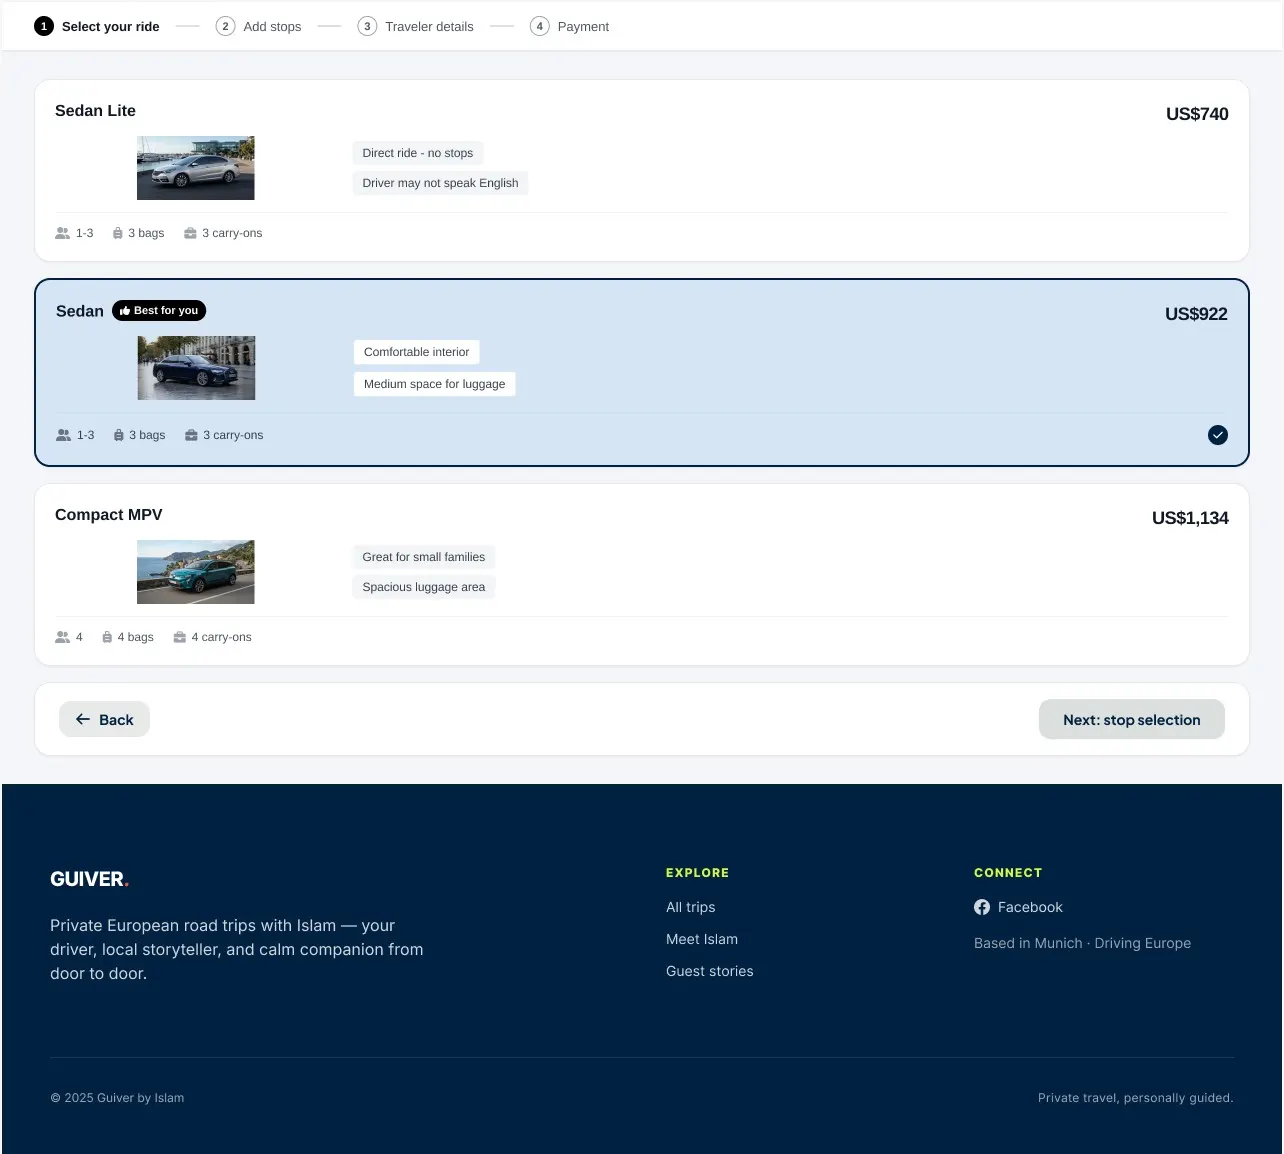 1 Select your ride 2 Add stops 3 Traveler details 4 Payment
Sedan Lite
US$740
Direct ride - no stops
Driver may not speak English
1-3 3 bags 3 carry-ons
Sedan Best for you
US$922
Comfortable interior
Medium space for luggage
1-3 3 bags 3 carry-ons
Compact MPV
US$1,134
Great for small families
Spacious luggage area
4 4 bags 4 carry-ons
Back
Next: stop selection
GUIVER.
Private European road trips with Islam — your
driver, local storyteller, and calm companion from
door to door.
EXPLORE
All trips
Meet Islam
Guest stories
CONNECT
Facebook
Based in Munich · Driving Europe
© 2025 Guiver by Islam
Private travel, personally guided.